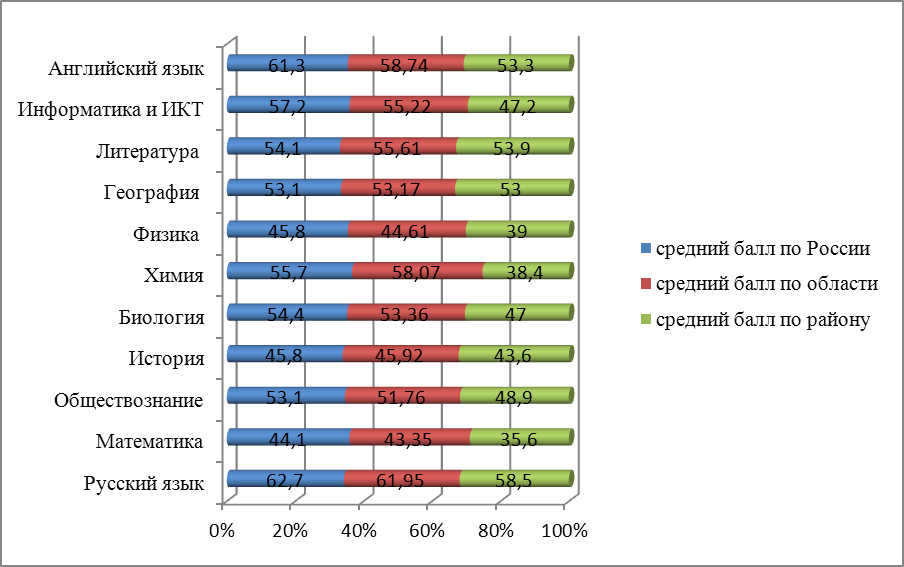 Английский язык 61,3 58,74 53,3
Информатика и ИКТ 57,2 55,22 47,2
Литература 54,1 55,61 53,9
География 53,1 53,17 53
Физика 45,8 44,61 39
Химия 55,7 58,07 38,4
Биология 54,4 53,36 47
История 45,8 45,92 43,6
Обществознание 53,1 51,76 48,9
Математика 44,1 43,35 35,6
Русский язык 62,7 61,95 58,5
0% 20% 40% 60% 80% 100%
средний балл по России
средний балл по области
средний балл по району